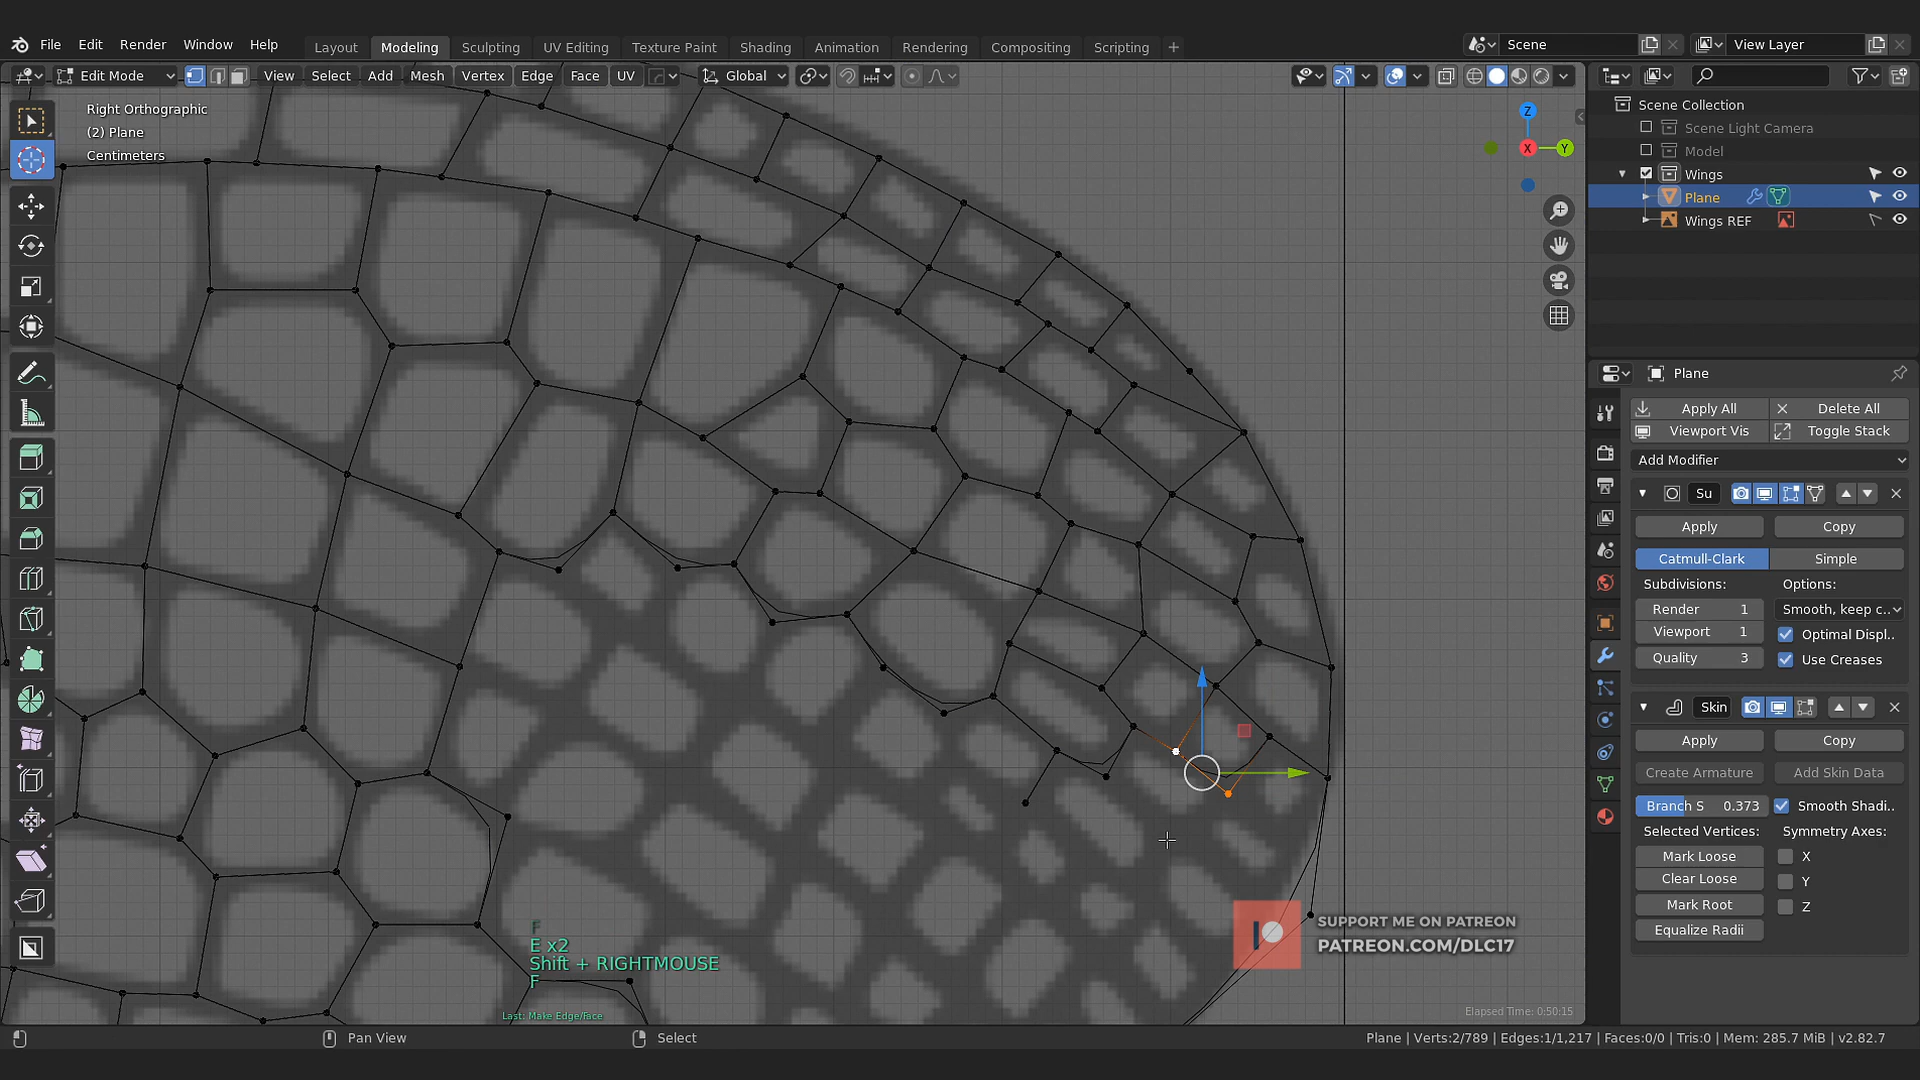 File Edit Render Window Help
Layout Modeling Sculpting UV Editing Texture Paint Shading Animation Rendering Compositing Scripting +
Scene
View Layer
Edit Mode
View Select Add Mesh Vertex Edge Face UV
Global
Right Orthographic
(2) Plane
Centimeters
Z
X
Y
Scene Collection
Scene Light Camera
Model
Wings
Plane
Wings REF
Plane
Apply All
Delete All
Viewport Vis
Toggle Stack
Add Modifier
Su
Apply
Copy
Catmull-Clark
Simple
Subdivisions:
Options:
Render 1
Smooth, keep c..
Viewport 1
Optimal Displ..
Quality 3
Use Creases
Skin
Apply
Copy
Create Armature
Add Skin Data
Branch S 0.373
Smooth Shadi..
Selected Vertices:
Symmetry Axes:
Mark Loose
X
Clear Loose
Y
Mark Root
Z
Equalize Radii
F
E x2
Shift + RIGHTMOUSE
F
Last: Make Edge/Face
SUPPORT ME ON PATREON
PATREON.COM/DLC17
Elapsed Time: 0:50:15
Pan View
Select
Plane | Verts:2/789 | Edges:1/1,217 | Faces:0/0 | Tris:0 | Mem: 285.7 MiB | v2.82.7